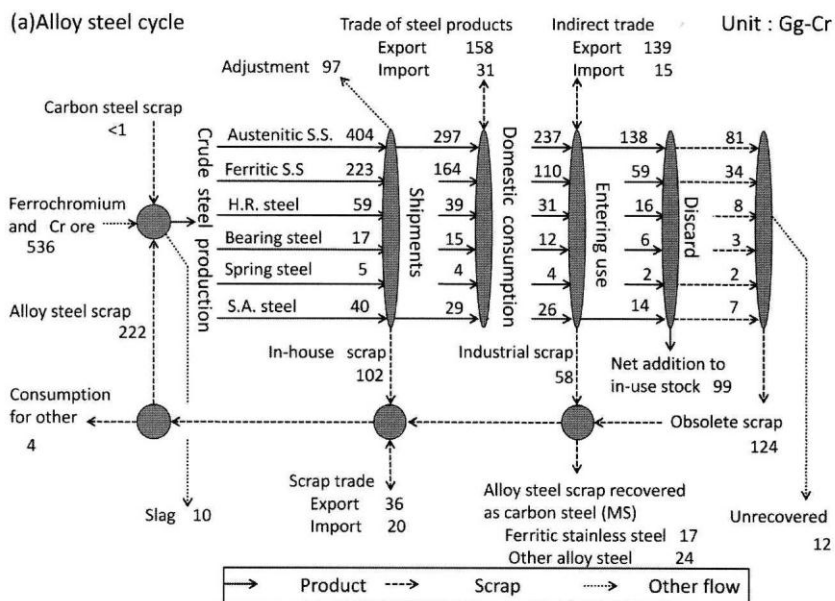 (a)Alloy steel cycle
Trade of steel products
Export 158
Import 31
Indirect trade
Export 139
Import 15
Unit : Gg-Cr
Adjustment 97
Carbon steel scrap
<1
Crude steel production
Austenitic S.S. 404 297 237 138 81
Ferritic S.S 223 164 110 59 34
H.R. steel 59 39 31 16 8
Bearing steel 17 15 12 6 3
Spring steel 5 4 4 2 2
S.A. steel 40 29 26 14 7
Shipments
Domestic consumption
Entering use
Discard
Ferrochromium
and Cr ore
536
Alloy steel scrap
222
In-house scrap
102
Industrial scrap
58
Net addition to
in-use stock 99
Consumption
for other
4
Obsolete scrap
124
Slag 10
Scrap trade
Export 36
Import 20
Alloy steel scrap recovered
as carbon steel (MS)
Ferritic stainless steel 17
Other alloy steel 24
Unrecovered
12
Product Scrap Other flow